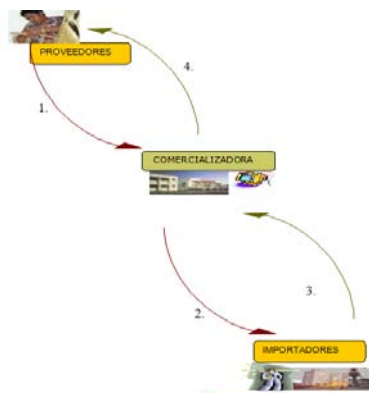 PROVEEDORES
4.
1.
COMERCIALIZADORA
3.
2.
IMPORTADORES